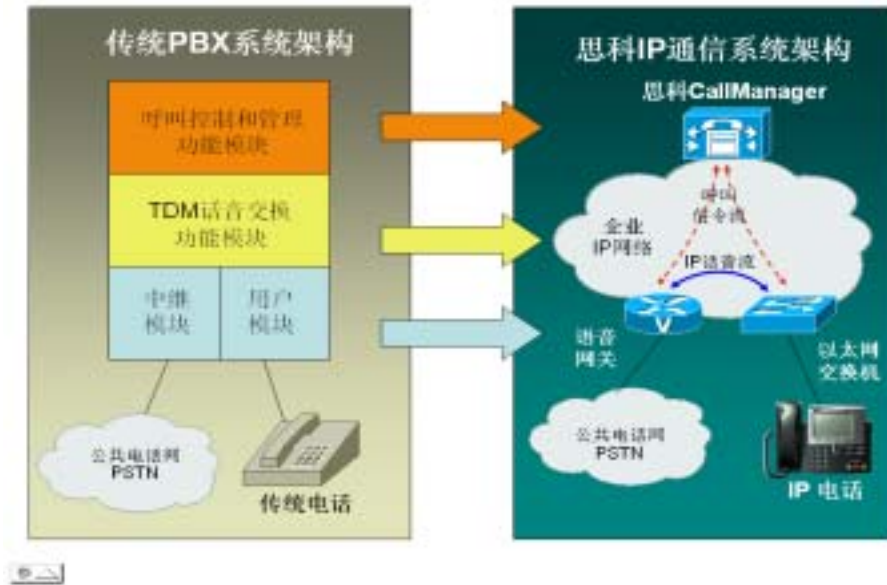 传统PBX系统架构
呼叫控制和管理
功能模块
TDM话音交换
功能模块
中继
模块
用户
模块
公共电话网
PSTN
传统电话
思科IP通信系统架构
思科CallManager
呼叫
信令流
企业
IP网络
IP话音流
V
语音
网关
以太网
交换机
公共电话网
PSTN
IP 电话